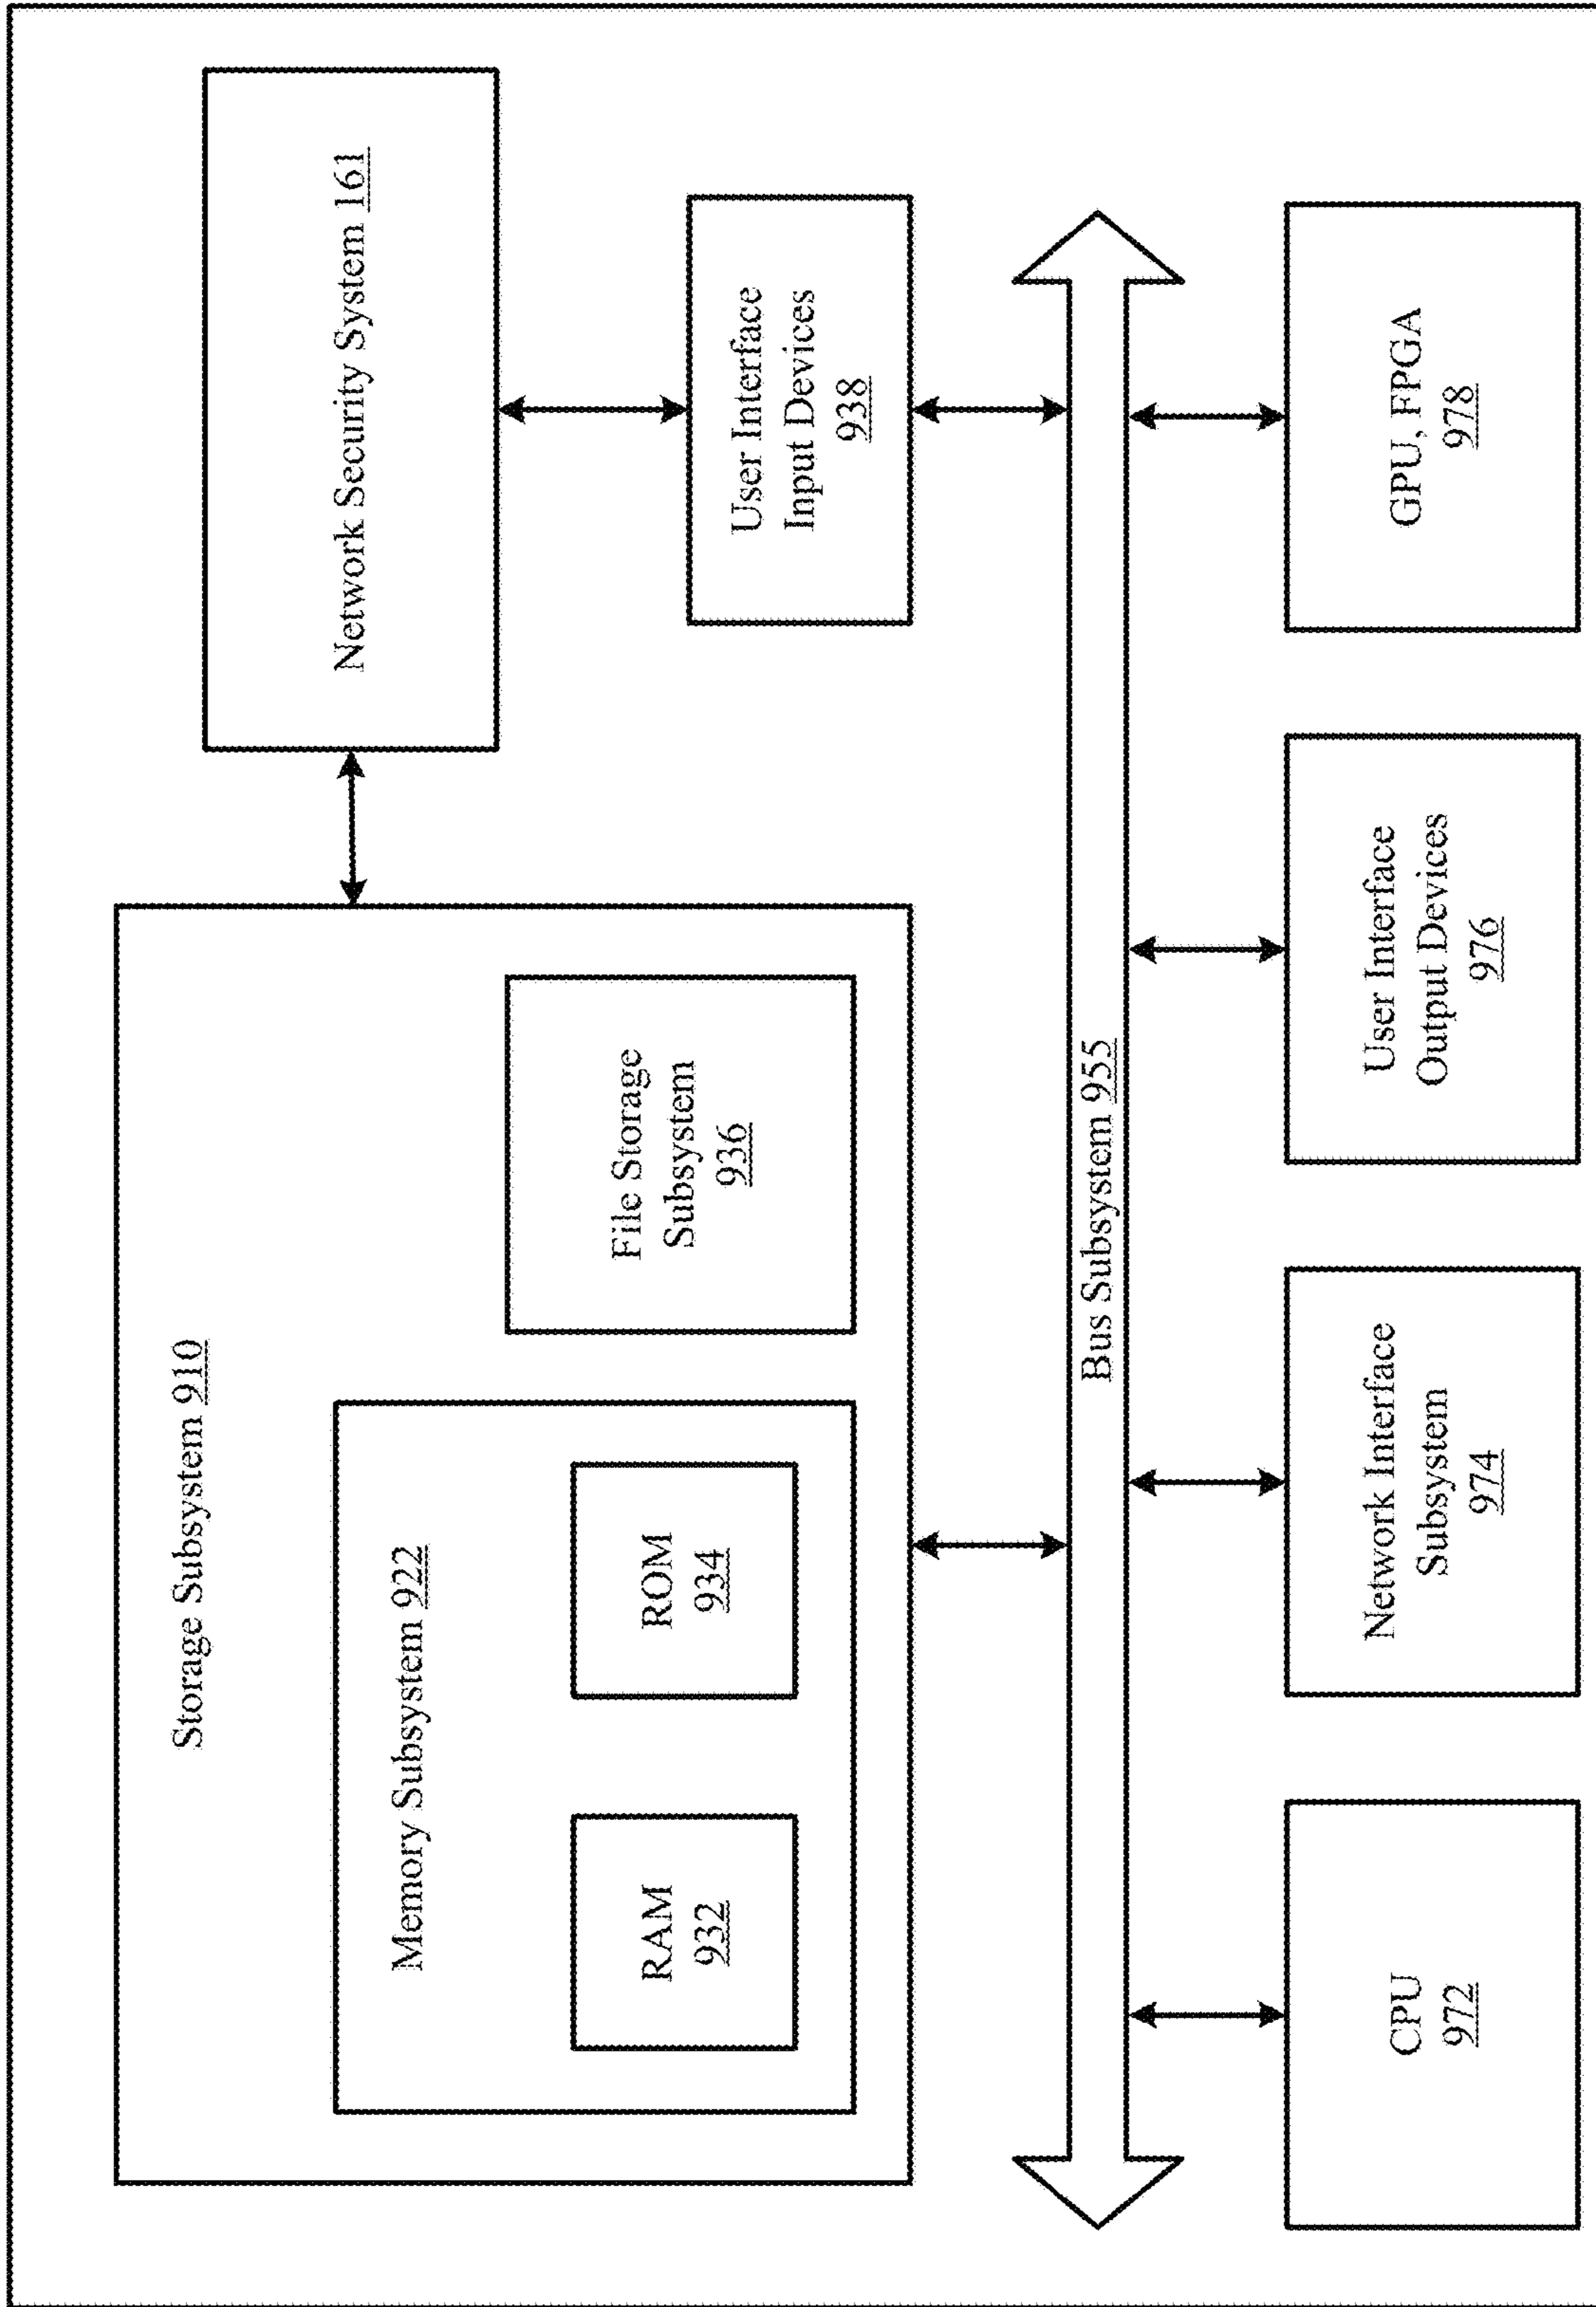 Storage Subsystem 910
Memory Subsystem 922
RAM
932
ROM
934
File Storage
Subsystem
936
Network Security System 161
User Interface
Input Devices
938
Bus Subsystem 955
CPU
972
Network Interface
Subsystem
974
User Interface
Output Devices
976
GPU, FPGA
978